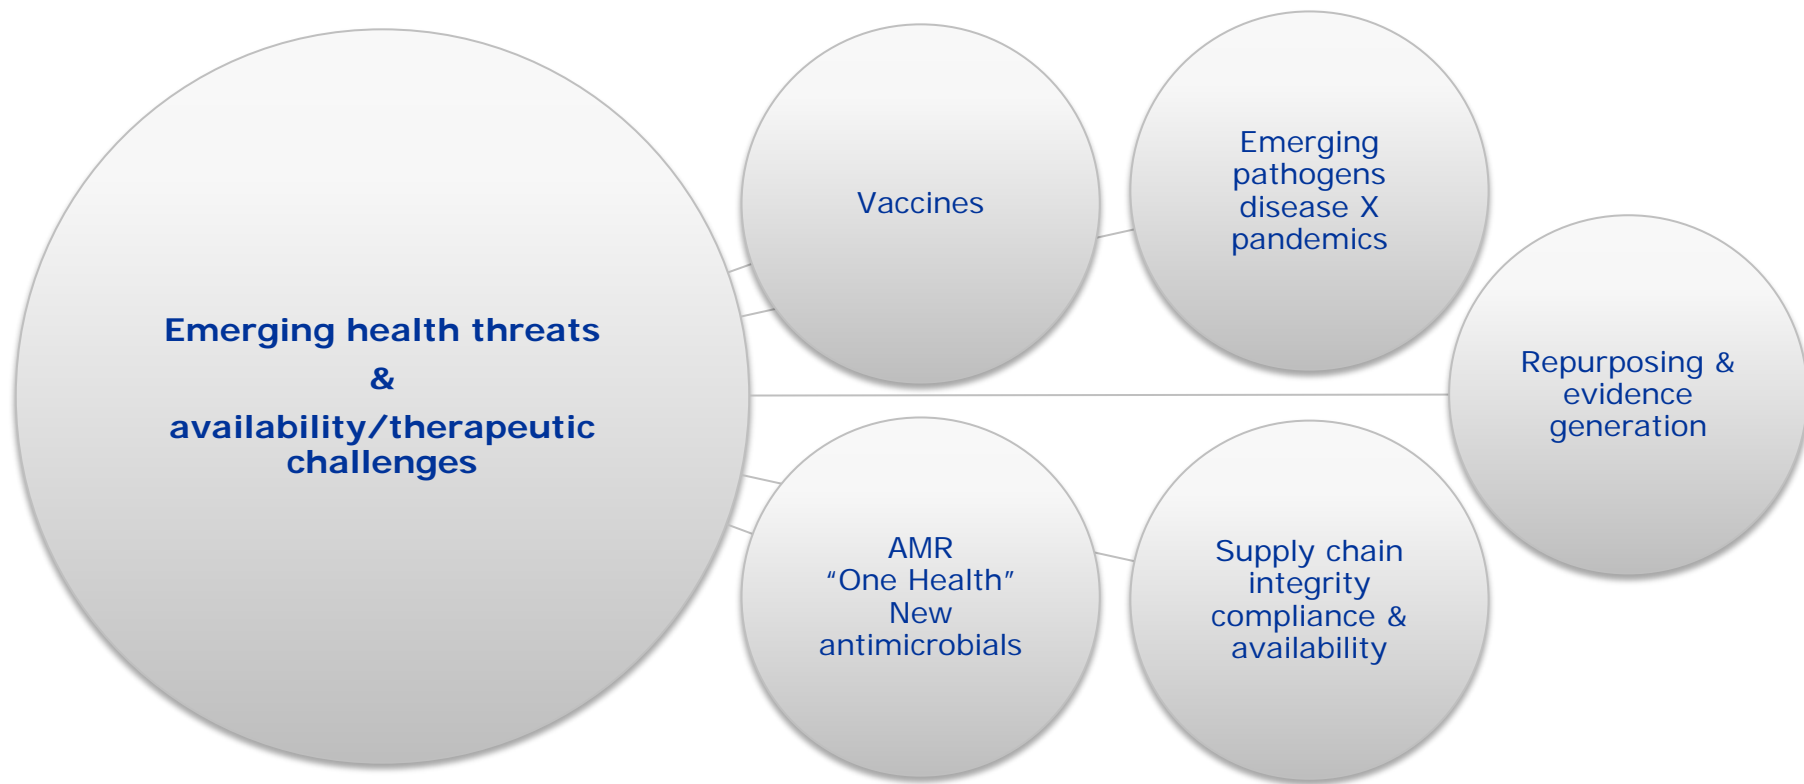 Emerging health threats
&
availability/therapeutic
challenges
Vaccines
Emerging
pathogens
disease X
pandemics
Repurposing &
evidence
generation
AMR
“One Health”
New
antimicrobials
Supply chain
integrity
compliance &
availability